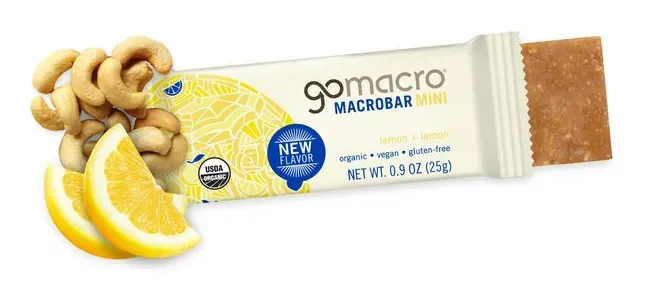 gomacro®
MACROBAR MINI
lemon + lemon
organic • vegan • gluten-free
NET WT. 0.9 OZ (25g)
NEW
FLAVOR
USDA
ORGANIC